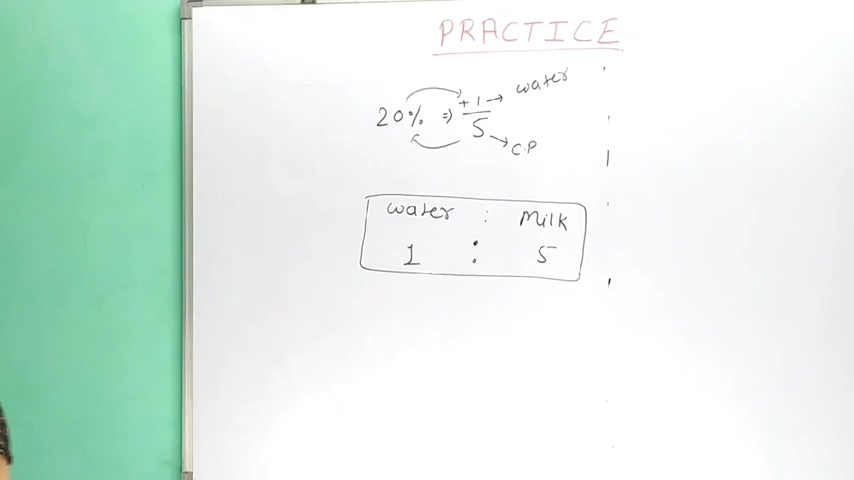 PRACTICE
20% ⇒ +1/5
→ water
→ C.P
water : Milk
1 : 5